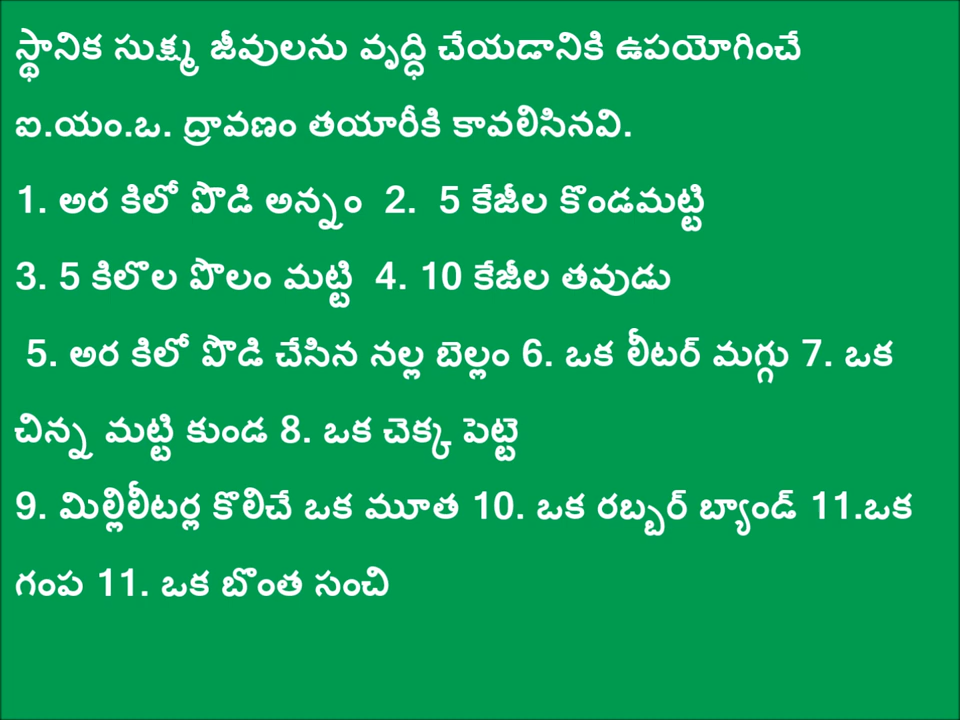 స్థానిక సుక్ష్మ జీవులను వృద్ధి చేయడానికి ఉపయోగించే
ఐ.యం.ఒ. ద్రావణం తయారీకి కావలిసినవి.
1. అర కిలో పొడి అన్నం 2. 5 కేజీల కొండమట్టి
3. 5 కిలొల పొలం మట్టి 4. 10 కేజీల తవుడు
5. అర కిలో పొడి చేసిన నల్ల బెల్లం 6. ఒక లీటర్ మగ్గు 7. ఒక
చిన్న మట్టి కుండ 8. ఒక చెక్క పెట్టె
9. మిల్లిలీటర్ల కొలిచే ఒక మూత 10. ఒక రబ్బర్ బ్యాండ్ 11.ఒక
గంప 11. ఒక బొంత సంచి